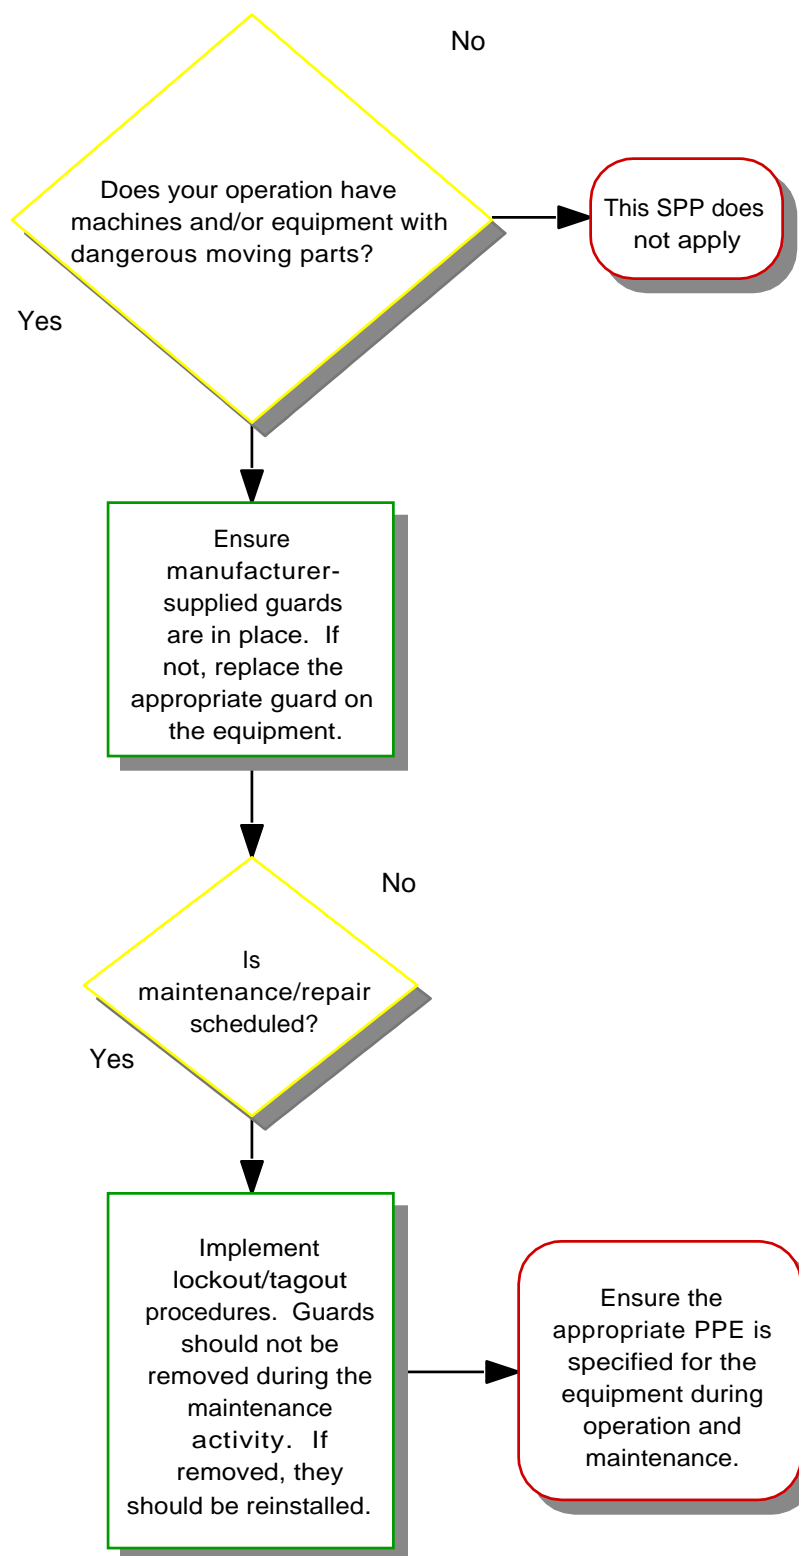 No
Does your operation have
machines and/or equipment with
dangerous moving parts?
This SPP does
not apply
Yes
Ensure
manufacturer-
supplied guards
are in place.  If
not, replace the
appropriate guard on
the equipment.
No
Is
maintenance/repair
scheduled?
Yes
Implement
lockout/tagout
procedures.  Guards
should not be
removed during the
maintenance
activity.  If
removed, they
should be reinstalled.
Ensure the
appropriate PPE is
specified for the
equipment during
operation and
maintenance.